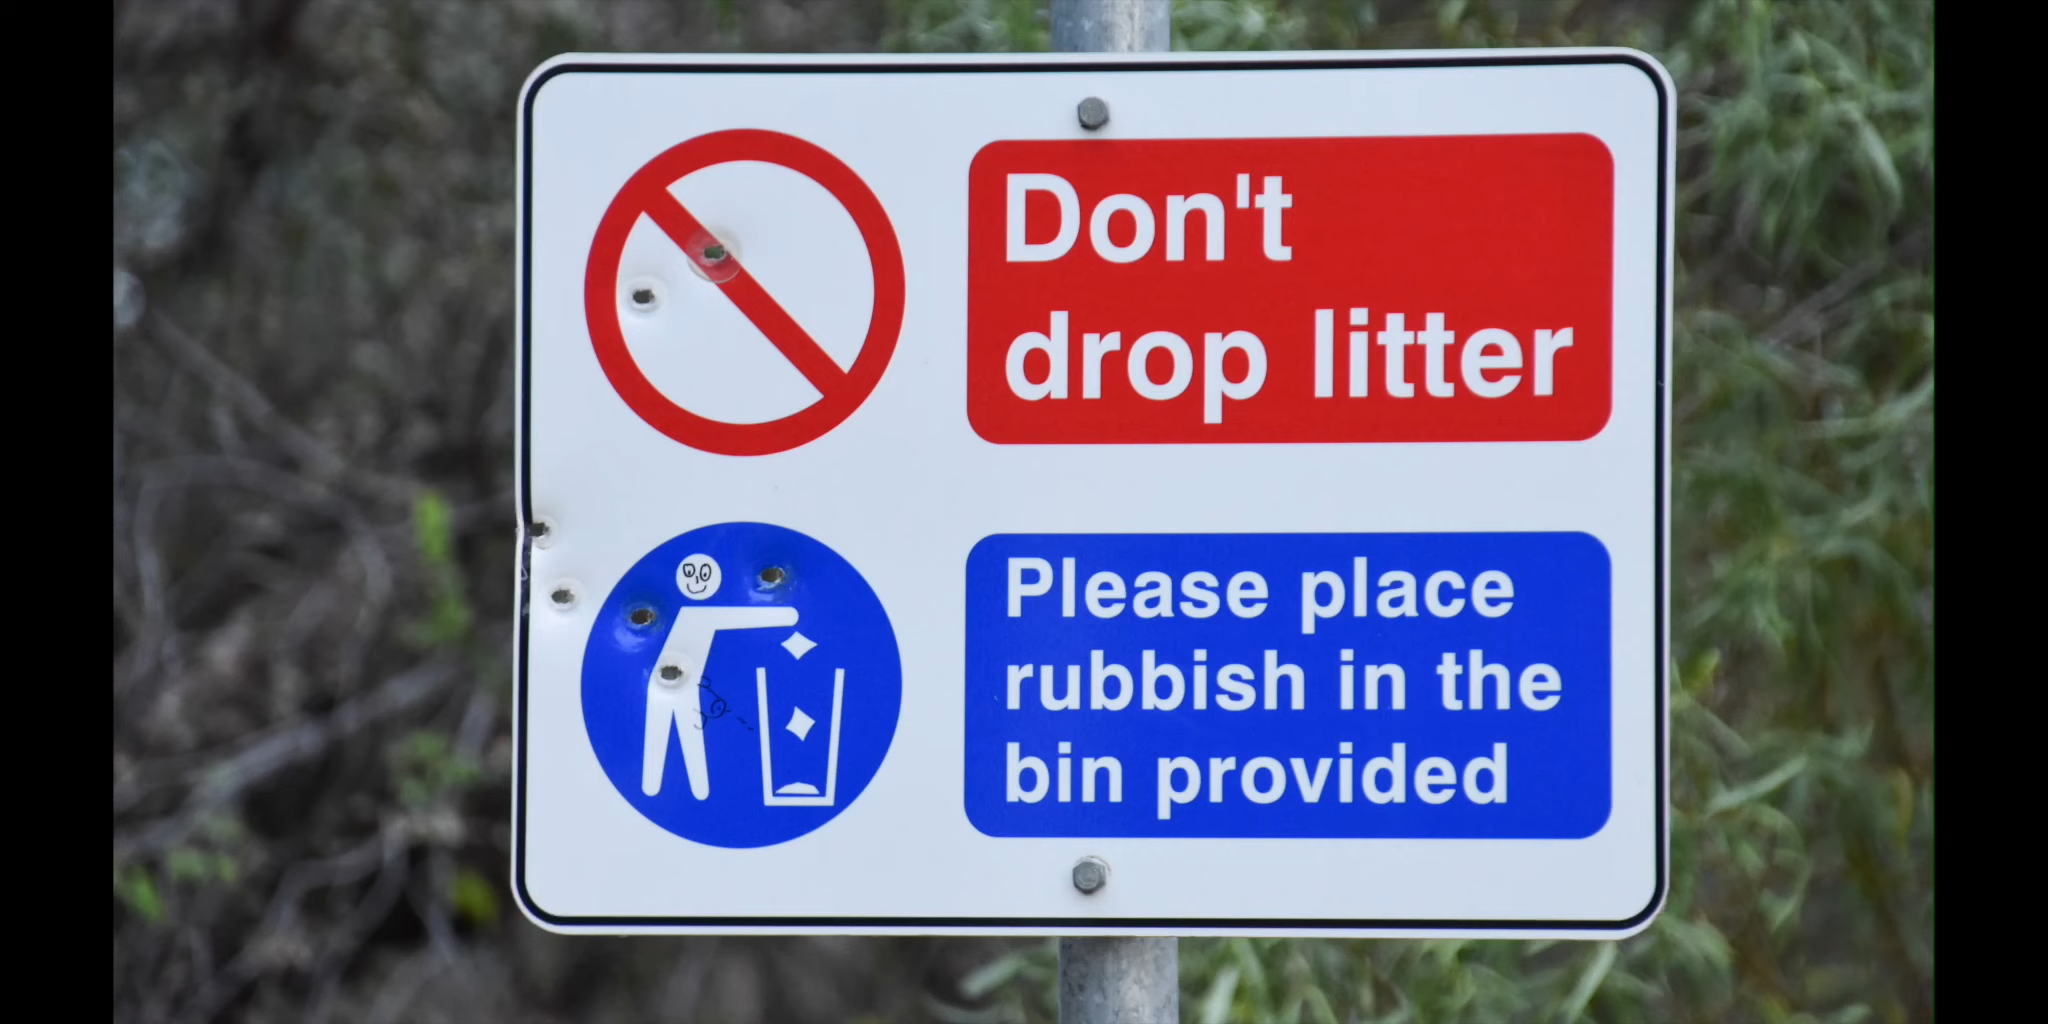 Don't
drop litter
Please place
rubbish in the
bin provided